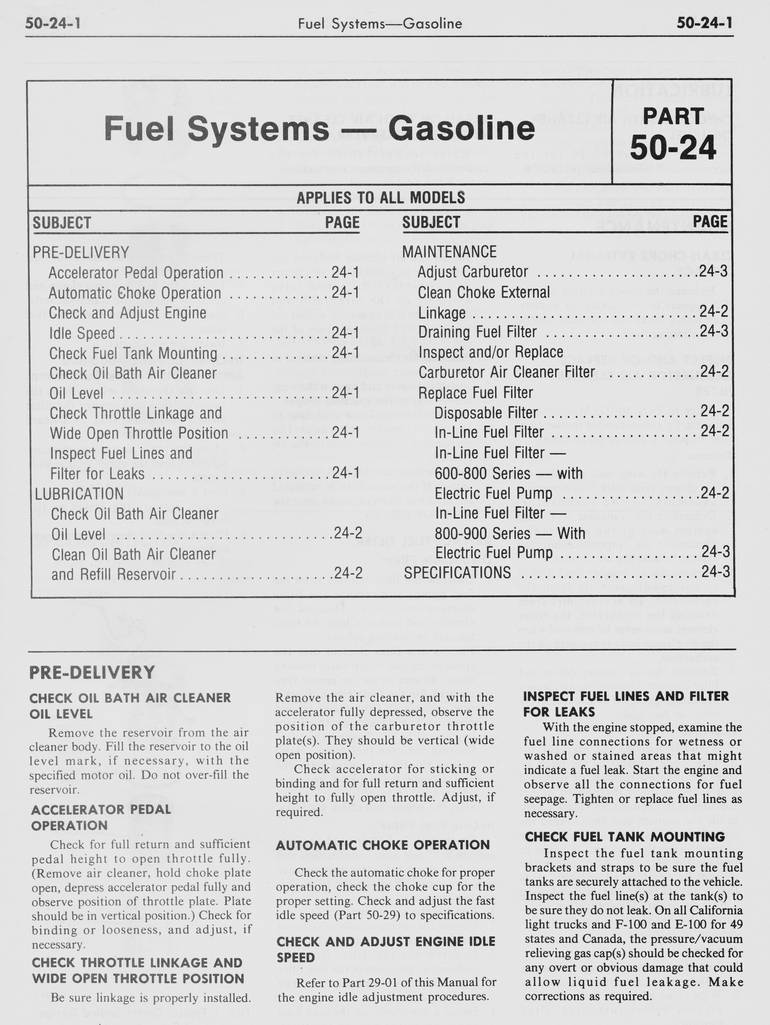 50-24-1 Fuel Systems—Gasoline 50-24-1
Fuel Systems — Gasoline
PART
50-24
APPLIES TO ALL MODELS
SUBJECT PAGE
PRE-DELIVERY
Accelerator Pedal Operation . . . . . . . . . . . . . 24-1
Automatic Choke Operation . . . . . . . . . . . . . 24-1
Check and Adjust Engine
Idle Speed . . . . . . . . . . . . . . . . . . . . . . . . . . . 24-1
Check Fuel Tank Mounting . . . . . . . . . . . . . . 24-1
Check Oil Bath Air Cleaner
Oil Level . . . . . . . . . . . . . . . . . . . . . . . . . . . . 24-1
Check Throttle Linkage and
Wide Open Throttle Position . . . . . . . . . . . . 24-1
Inspect Fuel Lines and
Filter for Leaks . . . . . . . . . . . . . . . . . . . . . . . 24-1
LUBRICATION
Check Oil Bath Air Cleaner
Oil Level . . . . . . . . . . . . . . . . . . . . . . . . . . . . 24-2
Clean Oil Bath Air Cleaner
and Refill Reservoir . . . . . . . . . . . . . . . . . . . . 24-2
SUBJECT PAGE
MAINTENANCE
Adjust Carburetor . . . . . . . . . . . . . . . . . . . . . 24-3
Clean Choke External
Linkage . . . . . . . . . . . . . . . . . . . . . . . . . . . . . 24-2
Draining Fuel Filter . . . . . . . . . . . . . . . . . . . . 24-3
Inspect and/or Replace
Carburetor Air Cleaner Filter . . . . . . . . . . . . 24-2
Replace Fuel Filter
Disposable Filter . . . . . . . . . . . . . . . . . . . . 24-2
In-Line Fuel Filter . . . . . . . . . . . . . . . . . . . 24-2
In-Line Fuel Filter —
600-800 Series — with
Electric Fuel Pump . . . . . . . . . . . . . . . . . . 24-2
In-Line Fuel Filter —
800-900 Series — With
Electric Fuel Pump . . . . . . . . . . . . . . . . . . 24-3
SPECIFICATIONS . . . . . . . . . . . . . . . . . . . . . . . 24-3
PRE-DELIVERY
CHECK OIL BATH AIR CLEANER
OIL LEVEL
Remove the reservoir from the air
cleaner body. Fill the reservoir to the oil
level mark, if necessary, with the
specified motor oil. Do not over-fill the
reservoir.
ACCELERATOR PEDAL
OPERATION
Check for full return and sufficient
pedal height to open throttle fully.
(Remove air cleaner, hold choke plate
open, depress accelerator pedal fully and
observe position of throttle plate. Plate
should be in vertical position.) Check for
binding or looseness, and adjust, if
necessary.
CHECK THROTTLE LINKAGE AND
WIDE OPEN THROTTLE POSITION
Be sure linkage is properly installed.
Remove the air cleaner, and with the
accelerator fully depressed, observe the
position of the carburetor throttle
plate(s). They should be vertical (wide
open position).
Check accelerator for sticking or
binding and for full return and sufficient
height to fully open throttle. Adjust, if
required.
AUTOMATIC CHOKE OPERATION
Check the automatic choke for proper
operation, check the choke cup for the
proper setting. Check and adjust the fast
idle speed (Part 50-29) to specifications.
CHECK AND ADJUST ENGINE IDLE
SPEED
Refer to Part 29-01 of this Manual for
the engine idle adjustment procedures.
INSPECT FUEL LINES AND FILTER
FOR LEAKS
With the engine stopped, examine the
fuel line connections for wetness or
washed or stained areas that might
indicate a fuel leak. Start the engine and
observe all the connections for fuel
seepage. Tighten or replace fuel lines as
necessary.
CHECK FUEL TANK MOUNTING
Inspect the fuel tank mounting
brackets and straps to be sure the fuel
tanks are securely attached to the vehicle.
Inspect the fuel line(s) at the tank(s) to
be sure they do not leak. On all California
light trucks and F-100 and E-100 for 49
states and Canada, the pressure/vacuum
relieving gas cap(s) should be checked for
any overt or obvious damage that could
allow liquid fuel leakage. Make
corrections as required.